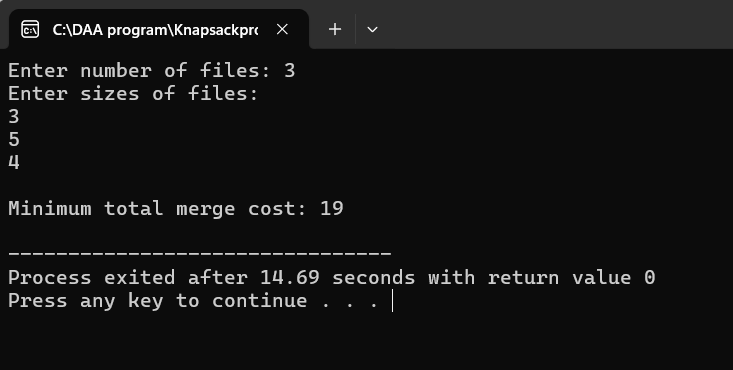 C:\DAA program\Knapsackpro
Enter number of files: 3
Enter sizes of files:
3
5
4
Minimum total merge cost: 19
--------------------------------
Process exited after 14.69 seconds with return value 0
Press any key to continue . . .